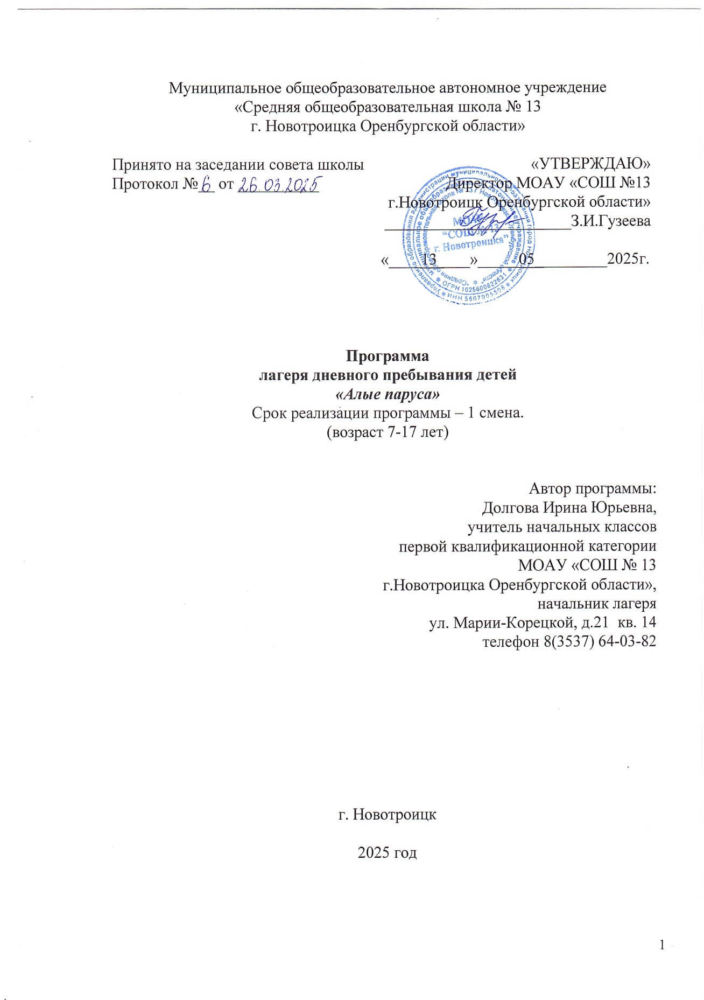 Муниципальное общеобразовательное автономное учреждение
«Средняя общеобразовательная школа № 13
г. Новотроицка Оренбургской области»
Принято на заседании совета школы
Протокол № 6 от 26.03.2025
«УТВЕРЖДАЮ»
Директор МОАУ «СОШ №13
г.Новотроицк Оренбургской области»
З.И.Гузеева
«13» 05 2025г.
МОАУ
“СОШ № 13
г. Новотроицка”
ОГРН 1025600822631
ИНН 5607005506
Программа
лагеря дневного пребывания детей
«Алые паруса»
Срок реализации программы – 1 смена.
(возраст 7-17 лет)
Автор программы:
Долгова Ирина Юрьевна,
учитель начальных классов
первой квалификационной категории
МОАУ «СОШ № 13
г.Новотроицка Оренбургской области»,
начальник лагеря
ул. Марии-Корецкой, д.21 кв. 14
телефон 8(3537) 64-03-82
г. Новотроицк
2025 год
1